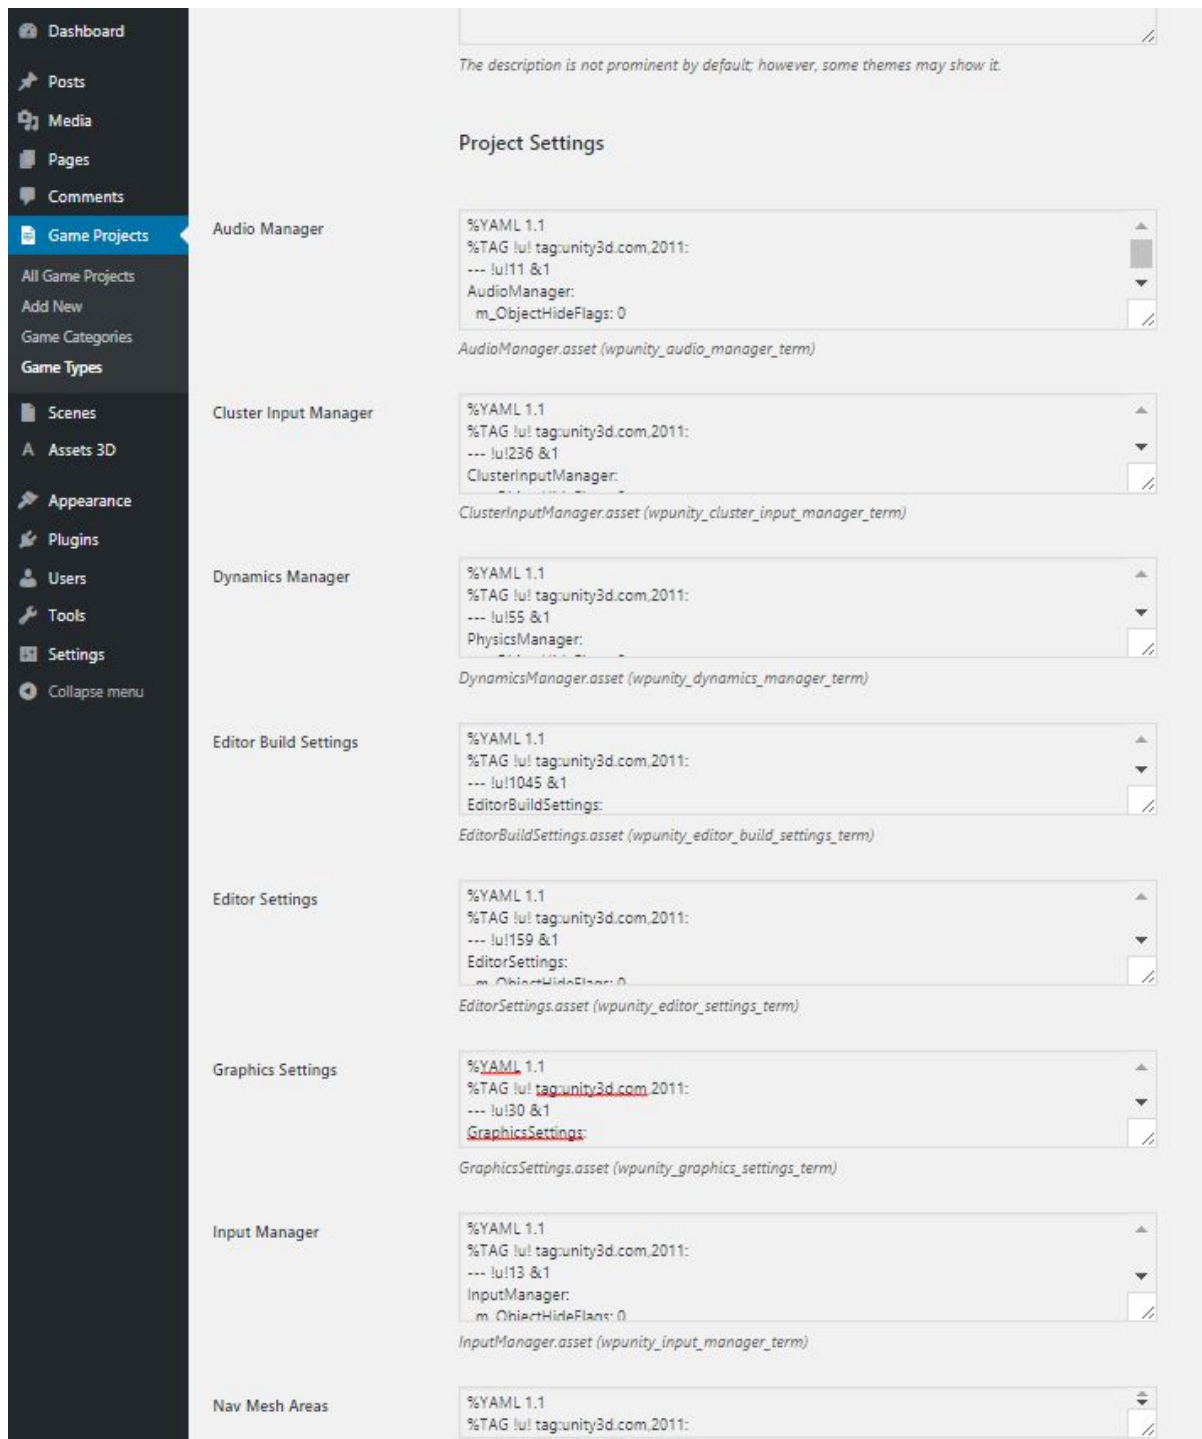 Dashboard
Posts
Media
Pages
Comments
Game Projects
All Game Projects
Add New
Game Categories
Game Types
Scenes
Assets 3D
Appearance
Plugins
Users
Tools
Settings
Collapse menu
The description is not prominent by default; however, some themes may show it.
Project Settings
Audio Manager
%YAML 1.1
%TAG !u! tag:unity3d.com,2011:
--- !u!11 &1
AudioManager:
m_ObjectHideFlags: 0
AudioManager.asset (wpunity_audio_manager_term)
Cluster Input Manager
%YAML 1.1
%TAG !u! tag:unity3d.com,2011:
--- !u!236 &1
ClusterInputManager:
ClusterInputManager.asset (wpunity_cluster_input_manager_term)
Dynamics Manager
%YAML 1.1
%TAG !u! tag:unity3d.com,2011:
--- !u!55 &1
PhysicsManager:
DynamicsManager.asset (wpunity_dynamics_manager_term)
Editor Build Settings
%YAML 1.1
%TAG !u! tag:unity3d.com,2011:
--- !u!1045 &1
EditorBuildSettings:
EditorBuildSettings.asset (wpunity_editor_build_settings_term)
Editor Settings
%YAML 1.1
%TAG !u! tag:unity3d.com,2011:
--- !u!159 &1
EditorSettings:
m_ObjectHideFlags: 0
EditorSettings.asset (wpunity_editor_settings_term)
Graphics Settings
%YAML 1.1
%TAG !u! tag:unity3d.com,2011:
--- !u!30 &1
GraphicsSettings:
GraphicsSettings.asset (wpunity_graphics_settings_term)
Input Manager
%YAML 1.1
%TAG !u! tag:unity3d.com,2011:
--- !u!13 &1
InputManager:
m_ObjectHideFlags: 0
InputManager.asset (wpunity_input_manager_term)
Nav Mesh Areas
%YAML 1.1
%TAG !u! tag:unity3d.com,2011: